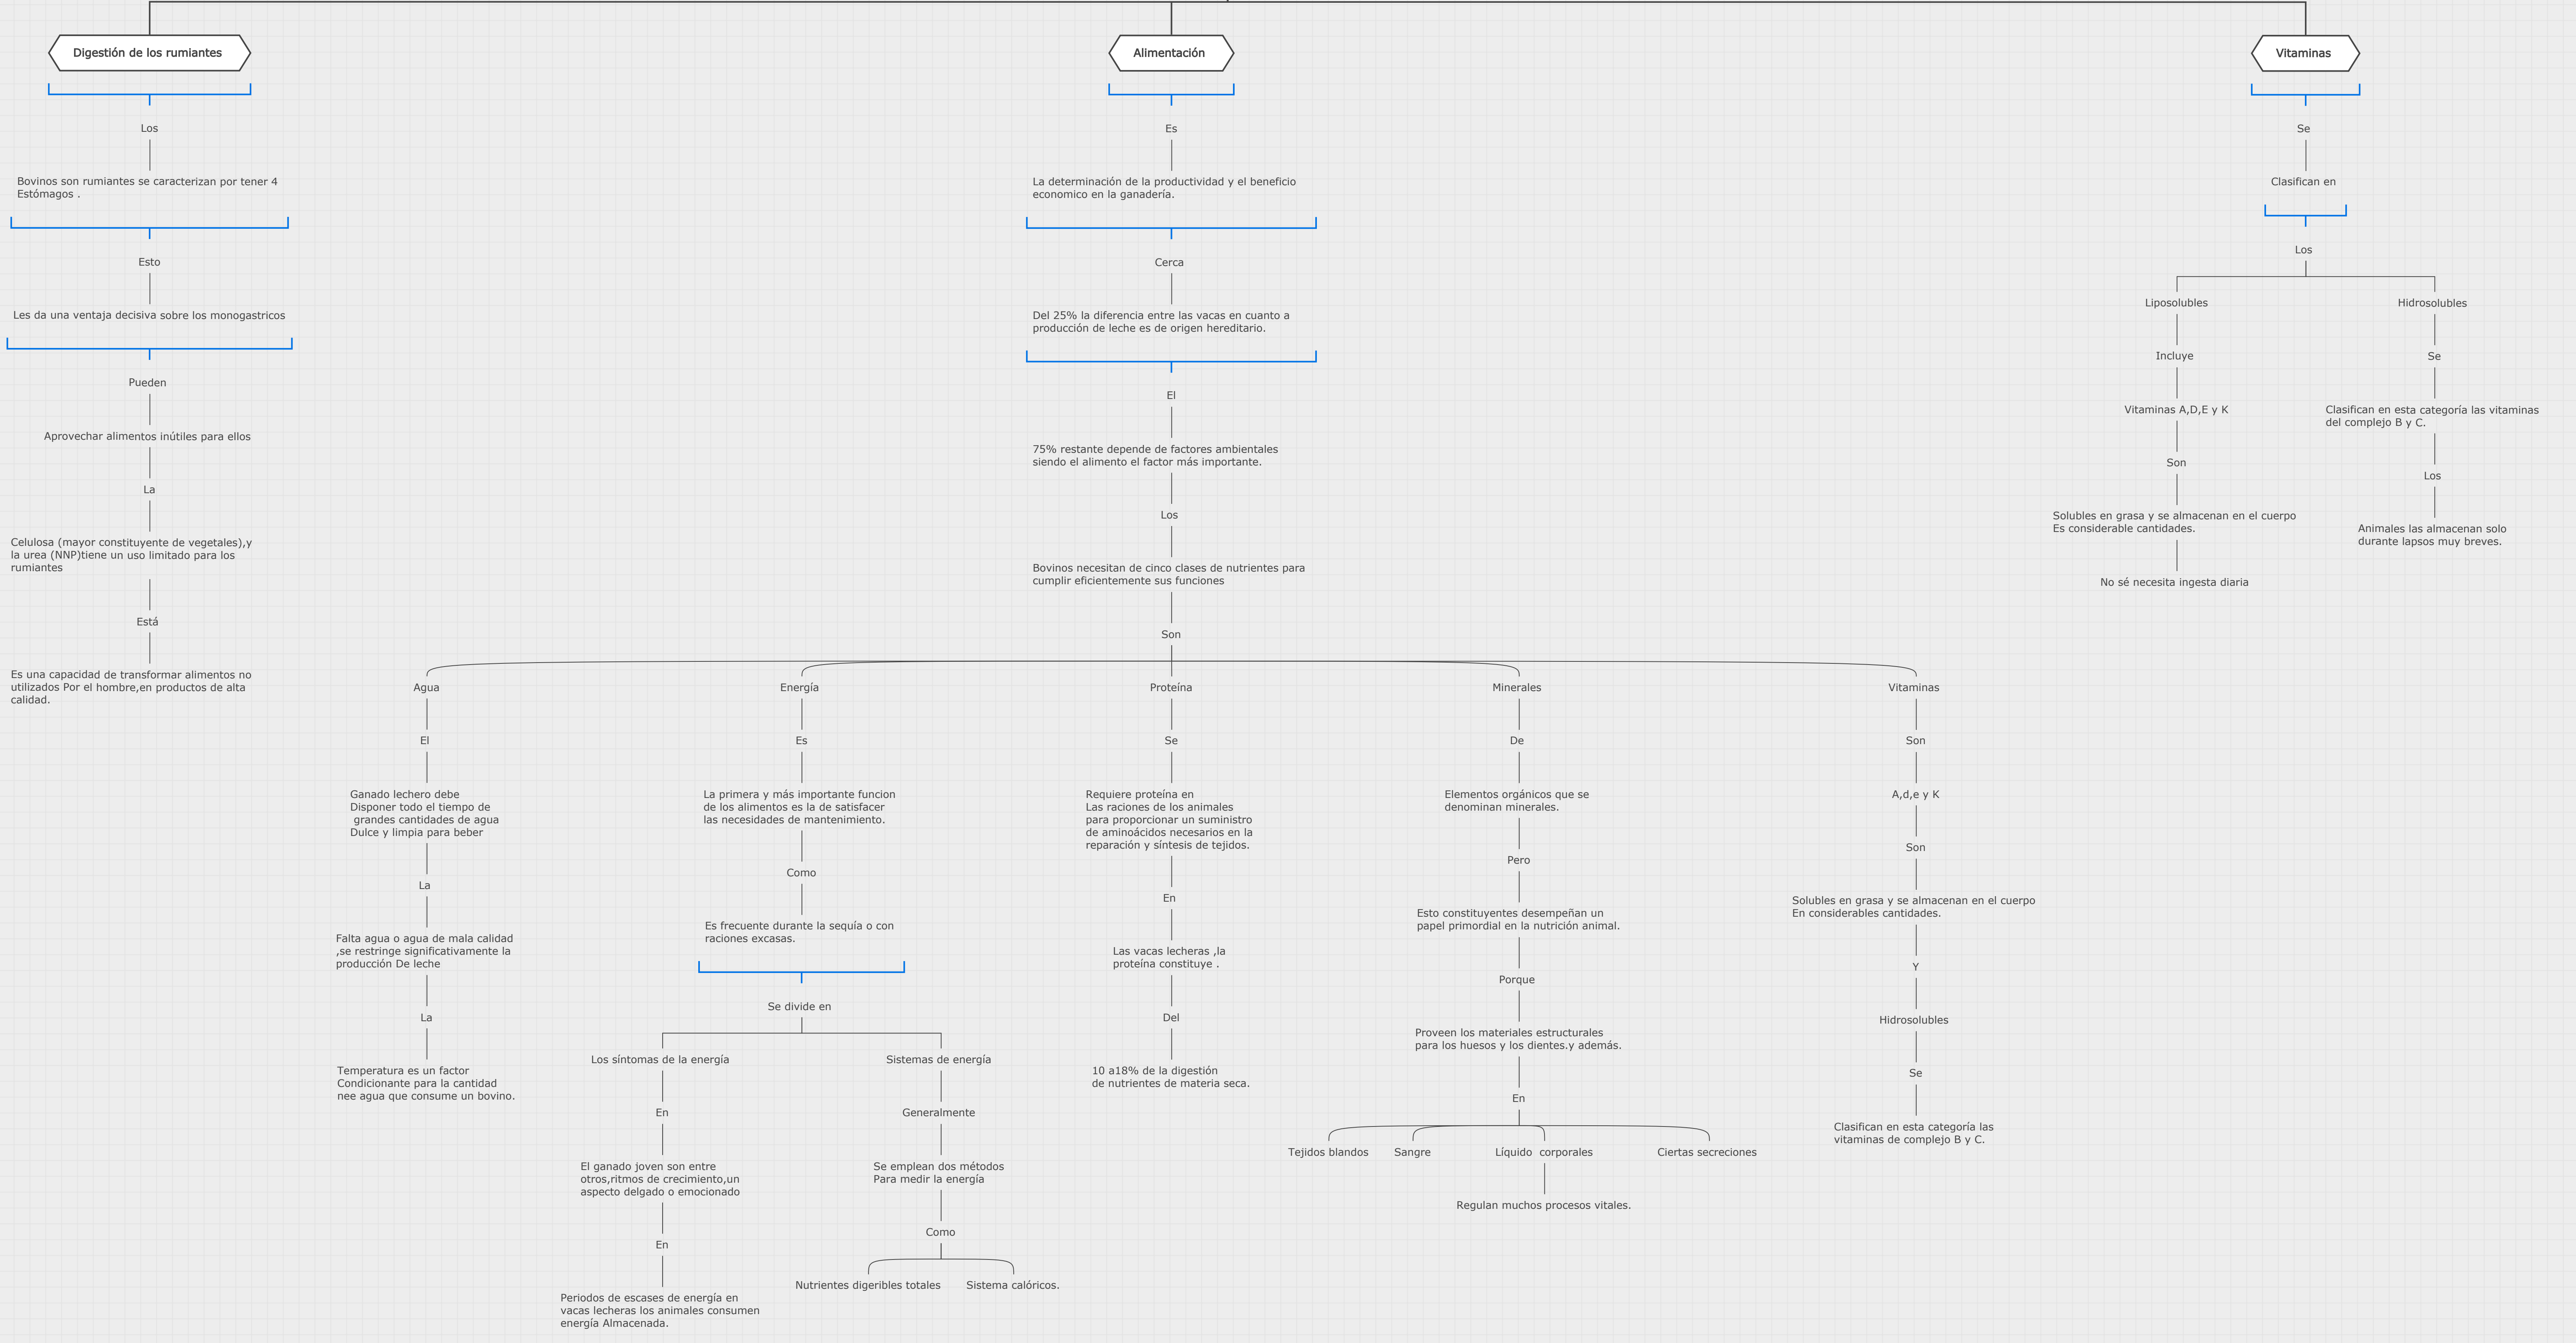 Digestión de los rumiantes
Los
Bovinos son rumiantes se caracterizan por tener 4
Estómagos .
Esto
Les da una ventaja decisiva sobre los monogastricos
Pueden
Aprovechar alimentos inútiles para ellos
La
Celulosa (mayor constituyente de vegetales),y
la urea (NNP)tiene un uso limitado para los
rumiantes
Está
Es una capacidad de transformar alimentos no
utilizados Por el hombre,en productos de alta
calidad.
Alimentación
Es
La determinación de la productividad y el beneficio
economico en la ganadería.
Cerca
Del 25% la diferencia entre las vacas en cuanto a
producción de leche es de origen hereditario.
El
75% restante depende de factores ambientales
siendo el alimento el factor más importante.
Los
Bovinos necesitan de cinco clases de nutrientes para
cumplir eficientemente sus funciones
Son
Agua
El
Ganado lechero debe
Disponer todo el tiempo de
grandes cantidades de agua
Dulce y limpia para beber
La
Falta agua o agua de mala calidad
,se restringe significativamente la
producción De leche
La
Temperatura es un factor
Condicionante para la cantidad
nee agua que consume un bovino.
Energía
Es
La primera y más importante funcion
de los alimentos es la de satisfacer
las necesidades de mantenimiento.
Como
Es frecuente durante la sequía o con
raciones excasas.
Se divide en
Los síntomas de la energía
En
El ganado joven son entre
otros,ritmos de crecimiento,un
aspecto delgado o emocionado
En
Periodos de escases de energía en
vacas lecheras los animales consumen
energía Almacenada.
Sistemas de energía
Generalmente
Se emplean dos métodos
Para medir la energía
Como
Nutrientes digeribles totales
Sistema calóricos.
Proteína
Se
Requiere proteína en
Las raciones de los animales
para proporcionar un suministro
de aminoácidos necesarios en la
reparación y síntesis de tejidos.
En
Las vacas lecheras ,la
proteína constituye .
Del
10 a18% de la digestión
de nutrientes de materia seca.
Minerales
De
Elementos orgánicos que se
denominan minerales.
Pero
Esto constituyentes desempeñan un
papel primordial en la nutrición animal.
Porque
Proveen los materiales estructurales
para los huesos y los dientes.y además.
En
Tejidos blandos
Sangre
Líquido  corporales
Regulan muchos procesos vitales.
Ciertas secreciones
Vitaminas
Son
A,d,e y K
Son
Solubles en grasa y se almacenan en el cuerpo
En considerables cantidades.
Y
Hidrosolubles
Se
Clasifican en esta categoría las
vitaminas de complejo B y C.
Vitaminas
Se
Clasifican en
Los
Liposolubles
Incluye
Vitaminas A,D,E y K
Son
Solubles en grasa y se almacenan en el cuerpo
Es considerable cantidades.
No sé necesita ingesta diaria
Hidrosolubles
Se
Clasifican en esta categoría las vitaminas
del complejo B y C.
Los
Animales las almacenan solo
durante lapsos muy breves.